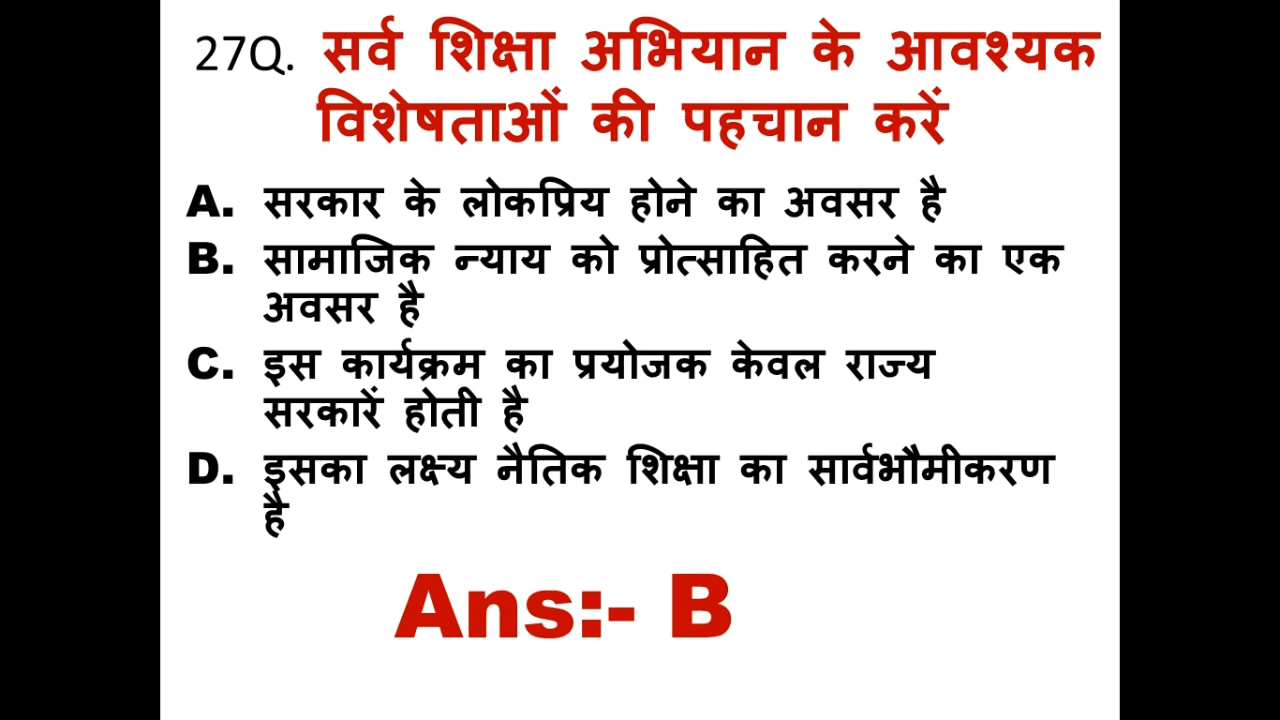 27Q. सर्व शिक्षा अभियान के आवश्यक
विशेषताओं की पहचान करें
A. सरकार के लोकप्रिय होने का अवसर है
B. सामाजिक न्याय को प्रोत्साहित करने का एक
अवसर है
C. इस कार्यक्रम का प्रयोजक केवल राज्य
सरकारें होती है
D. इसका लक्ष्य नैतिक शिक्षा का सार्वभौमीकरण
है
Ans:- B